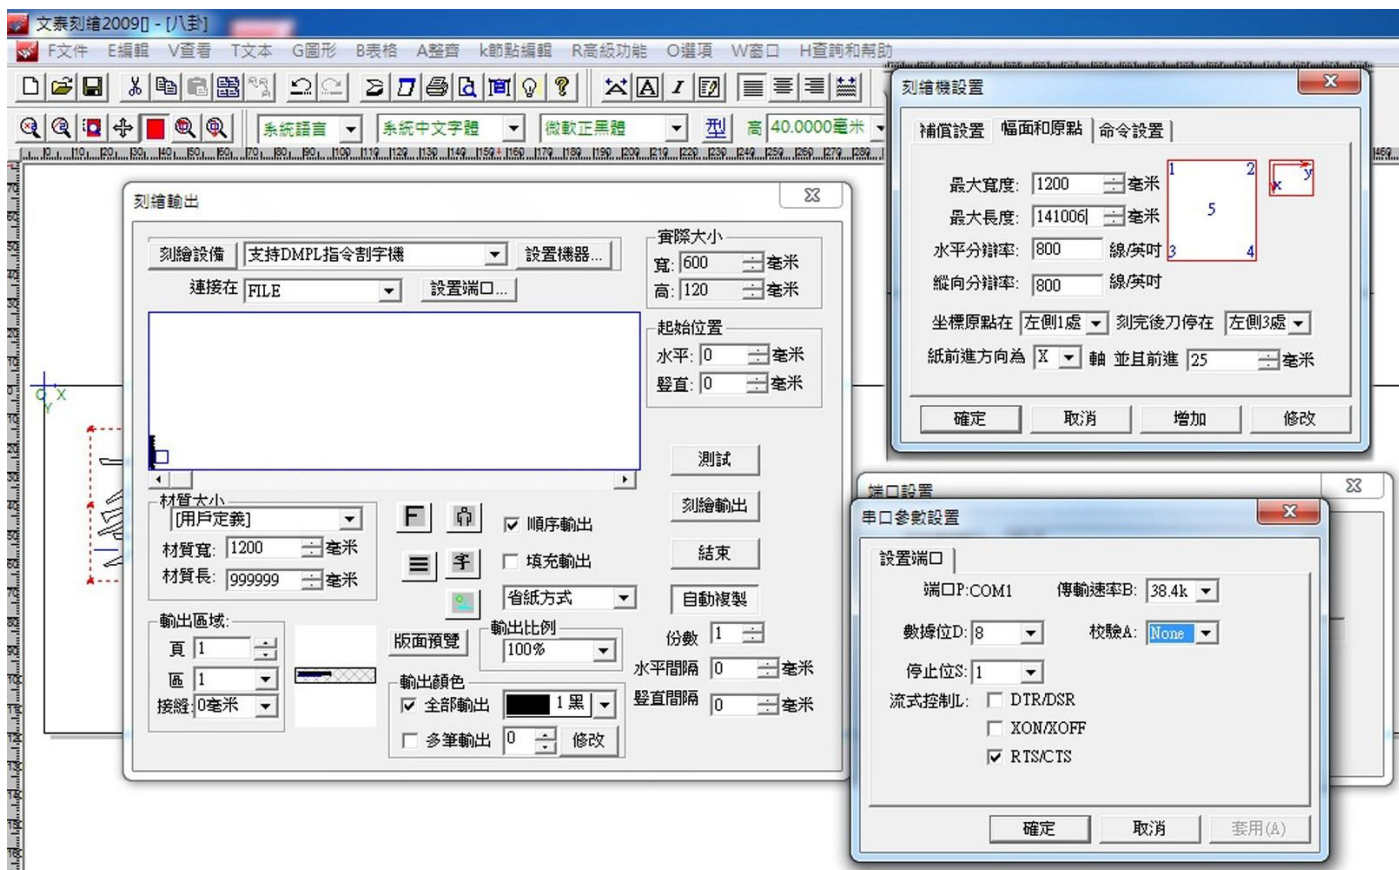 文泰刻繪2009[] - [八卦]
F文件 E編輯 V查看 T文本 G圖形 B表格 A整齊 k節點編輯 R高級功能 O選項 W窗口 H查詢和幫助
系統語言 系統中文字體 微軟正黑體 型 高 40.0000毫米
刻繪輸出
刻繪設備 支持DMPL指令割字機 設置機器...
連接在 FILE 設置端口...
實際大小
寬: 600 毫米
高: 120 毫米
起始位置
水平: 0 毫米
豎直: 0 毫米
測試
刻繪輸出
結束
自動複製
份數 1
水平間隔 0 毫米
豎直間隔 0 毫米
材質大小
[用戶定義]
材質寬: 1200 毫米
材質長: 999999 毫米
順序輸出
填充輸出
省紙方式
輸出區域:
頁 1
區 1
接縫: 0毫米
版面預覽
輸出比例
100%
輸出顏色
全部輸出 1 黑
多筆輸出 0 修改
刻繪機設置
補償設置 幅面和原點 命令設置
最大寬度: 1200 毫米
最大長度: 141006 毫米
水平分辯率: 800 線/英吋
縱向分辯率: 800 線/英吋
1 2
5
3 4
x y
坐標原點在 左側1處 刻完後刀停在 左側3處
紙前進方向為 X 軸 並且前進 25 毫米
確定 取消 增加 修改
端口設置
串口參數設置
設置端口
端口P:COM1 傳輸速率B: 38.4k
數據位D: 8 校驗A: None
停止位S: 1
流式控制L: DTR/DSR
XON/XOFF
RTS/CTS
確定 取消 套用(A)
X
Y